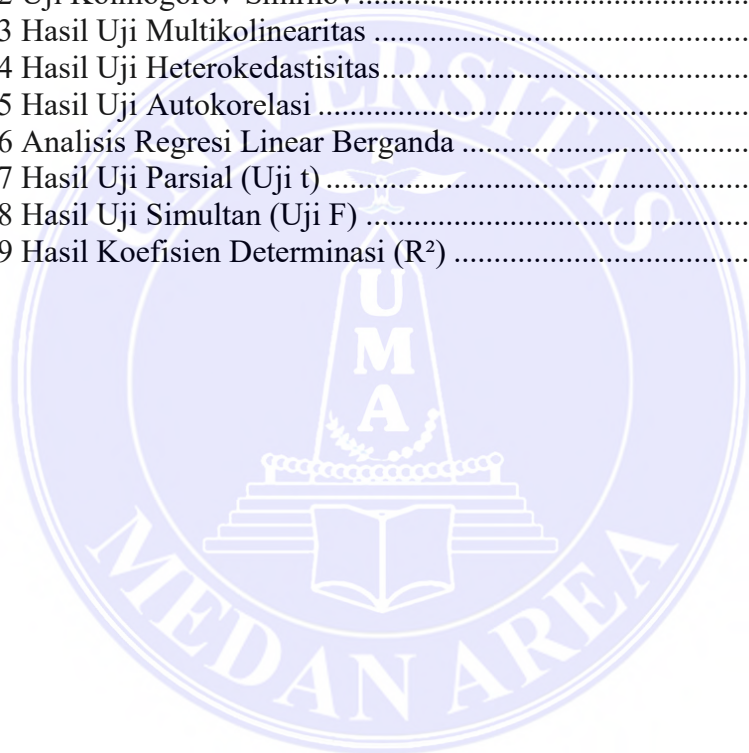 2 Uji Kolmogorov-Smirnov..................................................
3 Hasil Uji Multikolinearitas ................................................
4 Hasil Uji Heterokedastisitas...............................................
5 Hasil Uji Autokorelasi .......................................................
6 Analisis Regresi Linear Berganda .....................................
7 Hasil Uji Parsial (Uji t) ......................................................
8 Hasil Uji Simultan (Uji F) .................................................
9 Hasil Koefisien Determinasi (R²) ......................................
UNIVERSITAS
UMA
MEDAN AREA